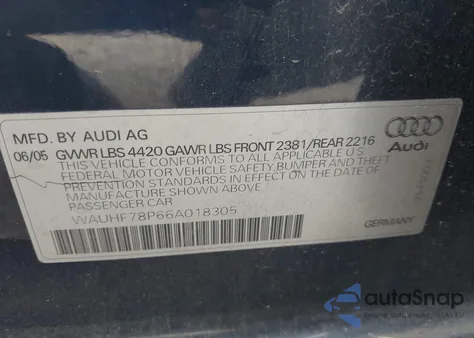 MFD. BY AUDI AG
06/05 GVWR LBS 4420 GAWR LBS FRONT 2381/REAR 2216
THIS VEHICLE CONFORMS TO ALL APPLICABLE US
FEDERAL MOTOR VEHICLE SAFETY, BUMPER AND THEFT
PREVENTION STANDARDS IN EFFECT ON THE DATE OF
MANUFACTURE SHOWN ABOVE
PASSENGER CAR
WAUHF78P66A018305
Audi
GERMANY
autoSnap